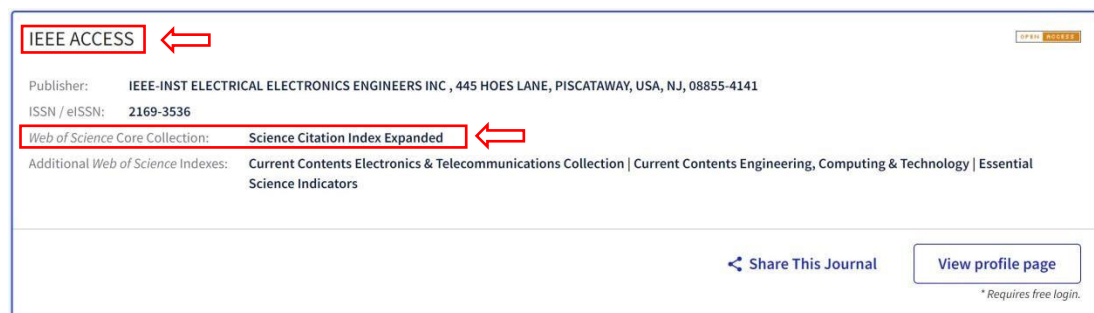 IEEE ACCESS
OPEN ACCESS
Publisher: IEEE-INST ELECTRICAL ELECTRONICS ENGINEERS INC , 445 HOES LANE, PISCATAWAY, USA, NJ, 08855-4141
ISSN / eISSN: 2169-3536
Web of Science Core Collection: Science Citation Index Expanded
Additional Web of Science Indexes: Current Contents Electronics & Telecommunications Collection | Current Contents Engineering, Computing & Technology | Essential
Science Indicators
Share This Journal
View profile page
* Requires free login.